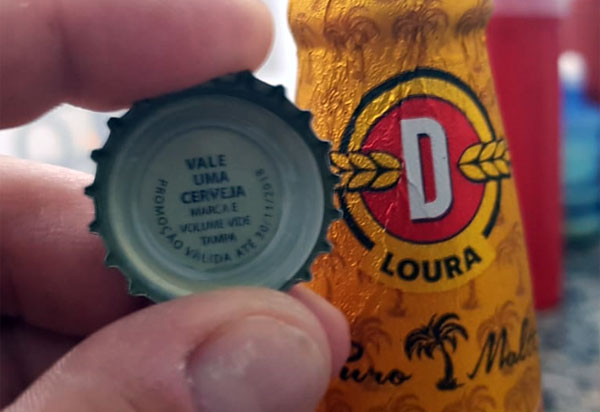 VALE
UMA
CERVEJA
MARCA E
VOLUME VIDE
TAMPA
PROMOÇÃO VÁLIDA ATÉ 30/11/2018
D
LOURA
Puro Malte